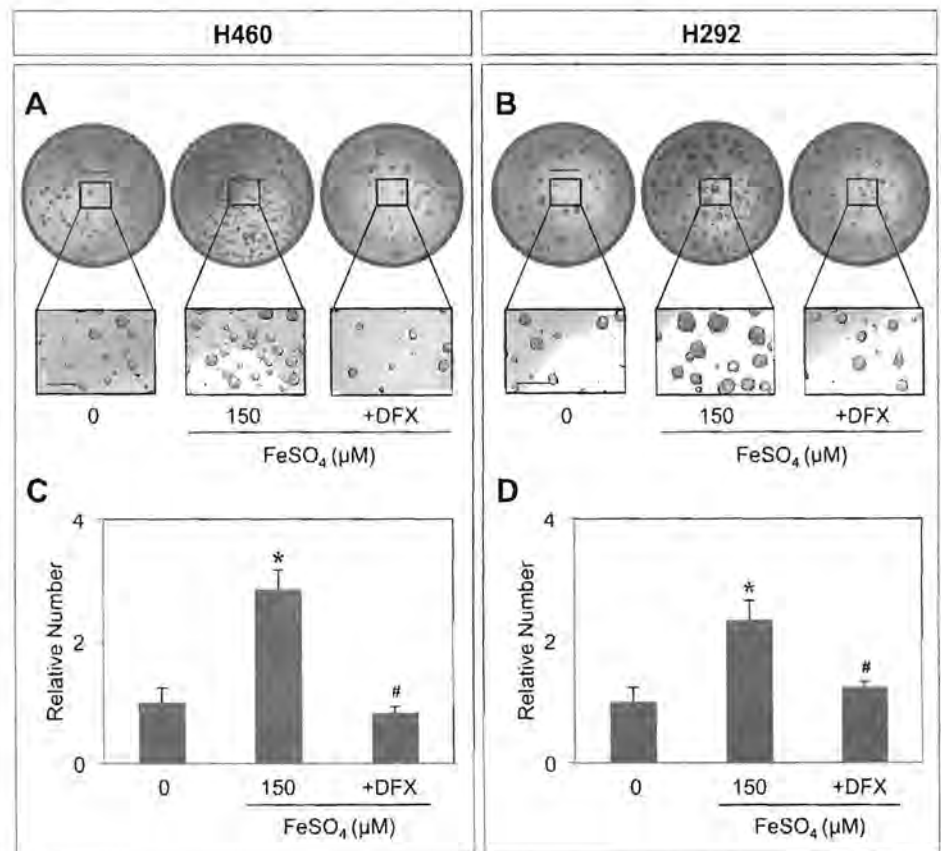 H460
H292
A
B
0
150
+DFX
FeSO₄ (µM)
0
150
+DFX
FeSO₄ (µM)
C
D
Relative Number
4
2
0
*
#
0
150
+DFX
FeSO₄ (µM)
Relative Number
4
2
0
*
#
0
150
+DFX
FeSO₄ (µM)